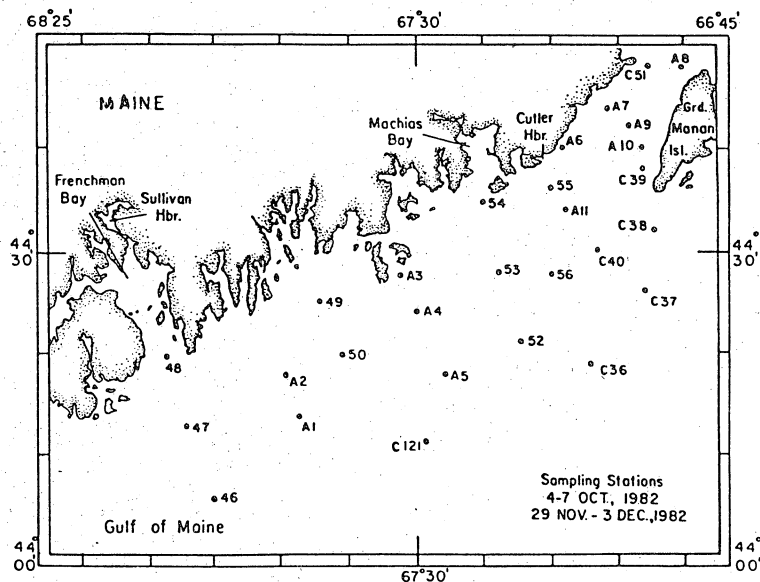 68°25'
67°30'
66°45'
MAINE
C51
A8
A7
Grd.
Manan
Isl.
Machias
Bay
Cutler
Hbr.
A9
A6
A10
C39
Frenchman
Bay
Sullivan
Hbr.
55
54
A11
C38
44°
30'
44°
30'
C40
A3
53
56
C37
49
A4
52
48
50
C36
A2
A5
47
A1
C121
46
Sampling Stations
4-7 OCT., 1982
29 NOV.-3 DEC.,1982
Gulf of Maine
44°
00'
44°
00'
67°30'